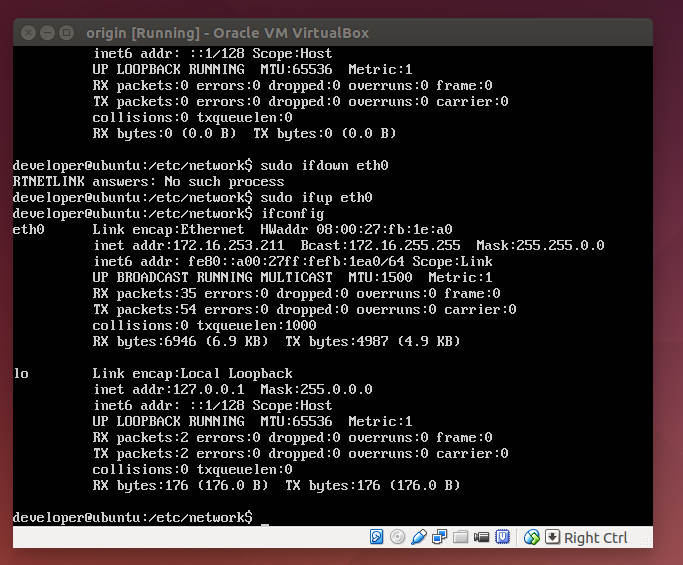 origin [Running] - Oracle VM VirtualBox
inet6 addr: ::1/128 Scope:Host
UP LOOPBACK RUNNING  MTU:65536  Metric:1
RX packets:0 errors:0 dropped:0 overruns:0 frame:0
TX packets:0 errors:0 dropped:0 overruns:0 carrier:0
collisions:0 txqueuelen:0
RX bytes:0 (0.0 B)  TX bytes:0 (0.0 B)
developer@ubuntu:/etc/network$ sudo ifdown eth0
RTNETLINK answers: No such process
developer@ubuntu:/etc/network$ sudo ifup eth0
developer@ubuntu:/etc/network$ ifconfig
eth0      Link encap:Ethernet  HWaddr 08:00:27:fb:1e:a0
inet addr:172.16.253.211  Bcast:172.16.255.255  Mask:255.255.0.0
inet6 addr: fe80::a00:27ff:fefb:1ea0/64 Scope:Link
UP BROADCAST RUNNING MULTICAST  MTU:1500  Metric:1
RX packets:35 errors:0 dropped:0 overruns:0 frame:0
TX packets:54 errors:0 dropped:0 overruns:0 carrier:0
collisions:0 txqueuelen:1000
RX bytes:6946 (6.9 KB)  TX bytes:4987 (4.9 KB)
lo        Link encap:Local Loopback
inet addr:127.0.0.1  Mask:255.0.0.0
inet6 addr: ::1/128 Scope:Host
UP LOOPBACK RUNNING  MTU:65536  Metric:1
RX packets:2 errors:0 dropped:0 overruns:0 frame:0
TX packets:2 errors:0 dropped:0 overruns:0 carrier:0
collisions:0 txqueuelen:0
RX bytes:176 (176.0 B)  TX bytes:176 (176.0 B)
developer@ubuntu:/etc/network$ _
Right Ctrl